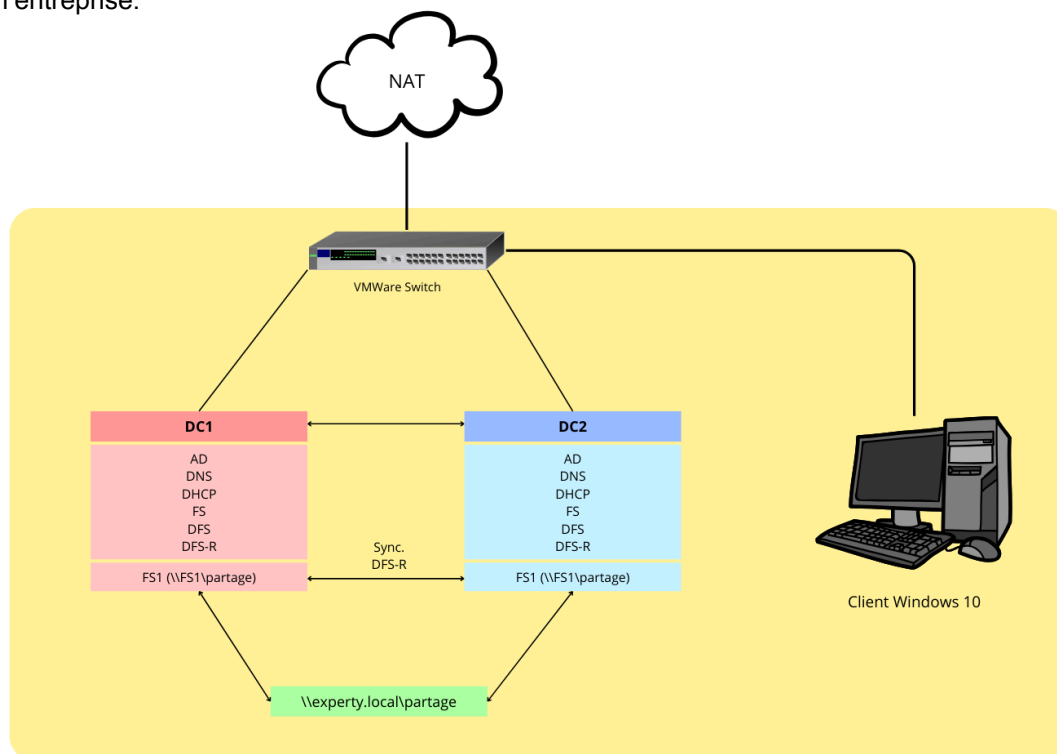 l'entreprise.
NAT
VMWare Switch
DC1
AD
DNS
DHCP
FS
DFS
DFS-R
FS1 (\\FS1\partage)
Sync.
DFS-R
DC2
AD
DNS
DHCP
FS
DFS
DFS-R
FS1 (\\FS1\partage)
Client Windows 10
\\experty.local\partage